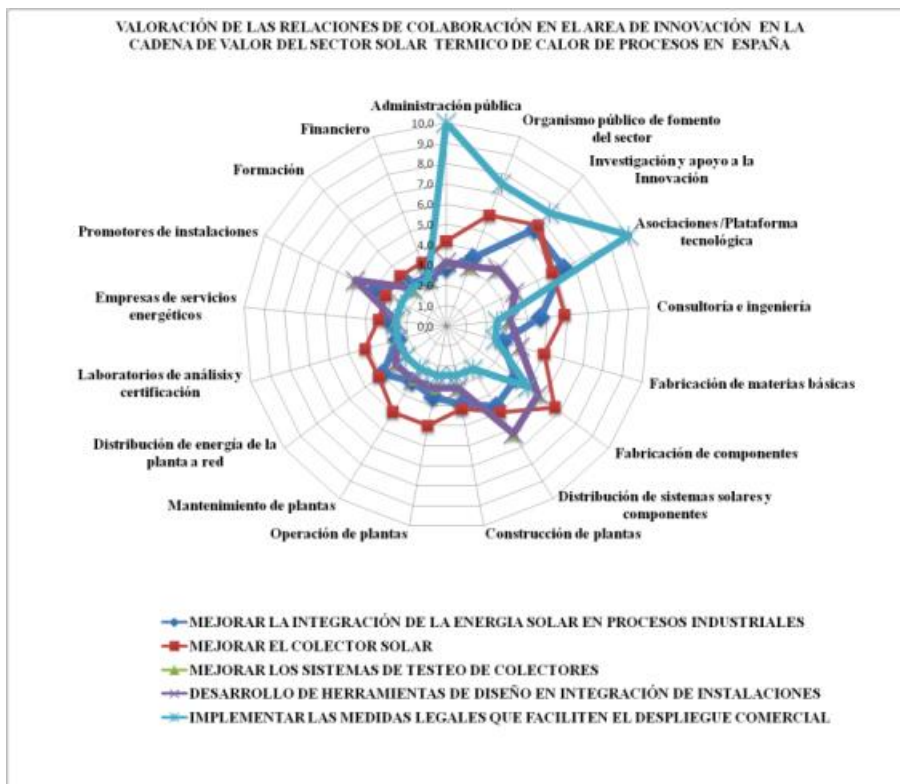 VALORACIÓN DE LAS RELACIONES DE COLABORACIÓN EN EL AREA DE INNOVACIÓN EN LA
CADENA DE VALOR DEL SECTOR SOLAR TERMICO DE CALOR DE PROCESOS EN ESPAÑA
Administración pública
Organismo público de fomento
del sector
Investigación y apoyo a la
Innovación
Asociaciones/Plataforma
tecnológica
Consultoría e ingeniería
Fabricación de materias básicas
Fabricación de componentes
Distribución de sistemas solares y
componentes
Construcción de plantas
Operación de plantas
Mantenimiento de plantas
Distribución de energía de la
planta a red
Laboratorios de análisis y
certificación
Empresas de servicios
energéticos
Promotores de instalaciones
Formación
Financiero
10,0
9,0
8,0
7,0
6,0
5,0
4,0
3,0
2,0
1,0
0,0
MEJORAR LA INTEGRACIÓN DE LA ENERGIA SOLAR EN PROCESOS INDUSTRIALES
MEJORAR EL COLECTOR SOLAR
MEJORAR LOS SISTEMAS DE TESTEO DE COLECTORES
DESARROLLO DE HERRAMIENTAS DE DISEÑO EN INTEGRACIÓN DE INSTALACIONES
IMPLEMENTAR LAS MEDIDAS LEGALES QUE FACILITEN EL DESPLIEGUE COMERCIAL